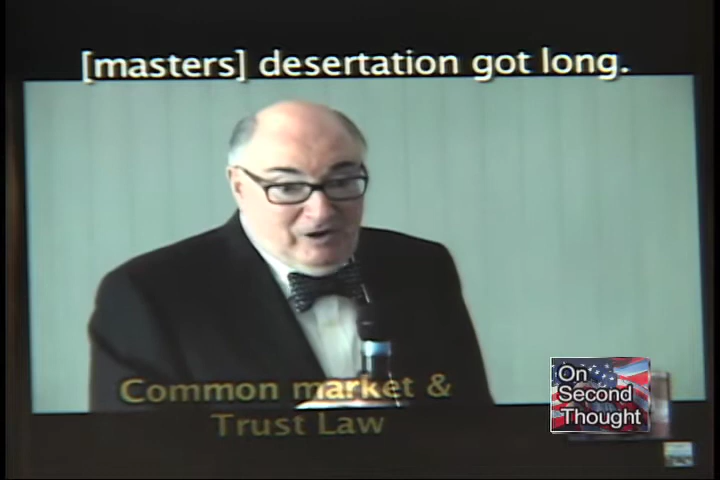 [masters] desertation got long.
Common market &
Trust Law
On
Second
Thought